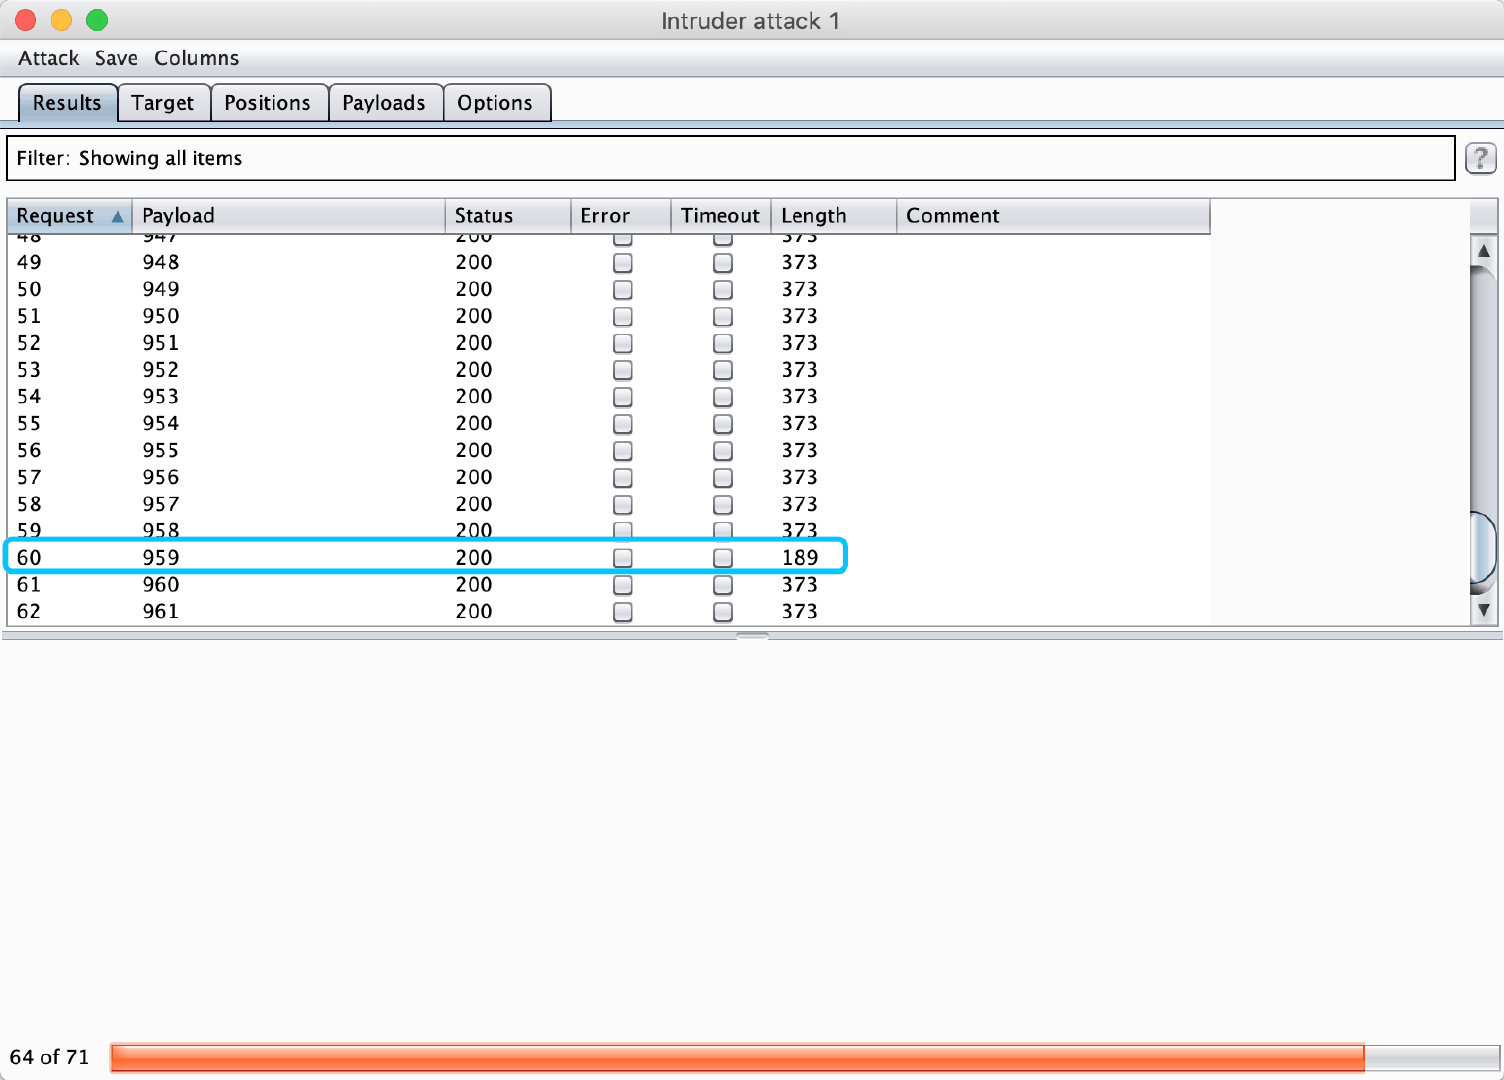 Intruder attack 1
Attack Save Columns
Results Target Positions Payloads Options
Filter: Showing all items ?
Request Payload Status Error Timeout Length Comment
48 947 200 373
49 948 200 373
50 949 200 373
51 950 200 373
52 951 200 373
53 952 200 373
54 953 200 373
55 954 200 373
56 955 200 373
57 956 200 373
58 957 200 373
59 958 200 373
60 959 200 189
61 960 200 373
62 961 200 373
64 of 71